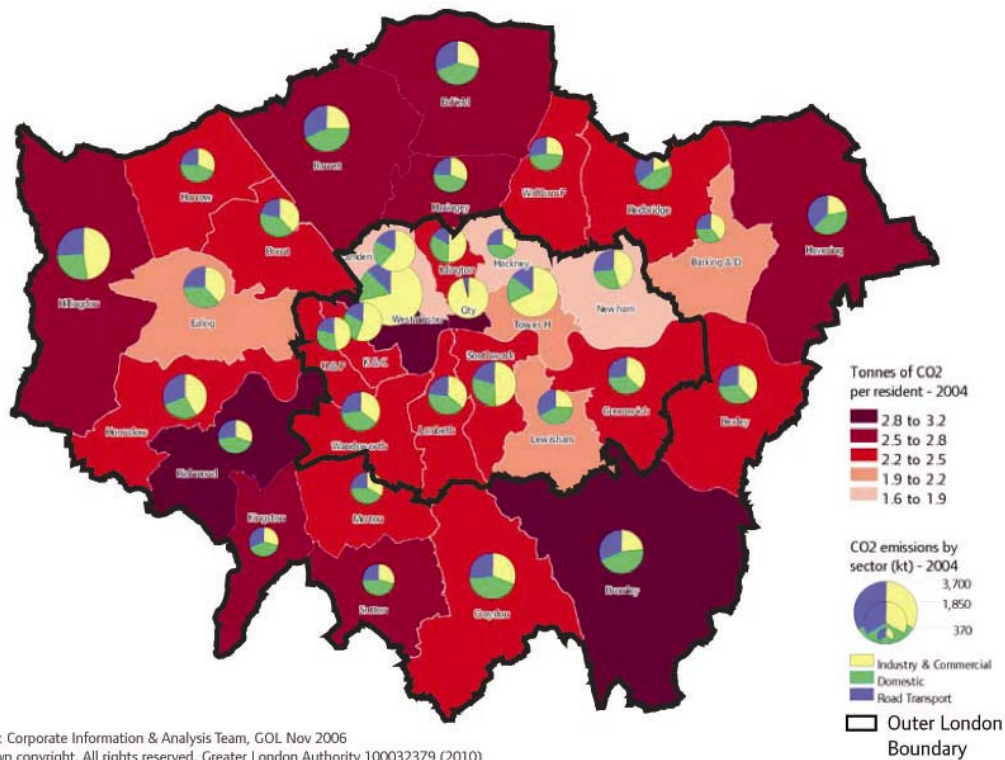 Enfield
Barnet
Haringey
Waltham F
Harrow
Redbridge
Havering
Brent
Barking & D
Hillingdon
Ealing
mden
Islington
Hackney
Newham
Westminster
City
Tower H
H & F
K & C
Southwark
Greenwich
Bexley
Hounslow
Wandsworth
Lambeth
Lewisham
Richmond
Kingston
Merton
Sutton
Croydon
Bromley
Tonnes of CO2
per resident - 2004
2.8 to 3.2
2.5 to 2.8
2.2 to 2.5
1.9 to 2.2
1.6 to 1.9
CO2 emissions by
sector (kt) - 2004
3,700
1,850
370
Industry & Commercial
Domestic
Road Transport
Outer London
Boundary
: Corporate Information & Analysis Team, GOL Nov 2006
wn copyright. All rights reserved. Greater London Authority 100032379 (2010)